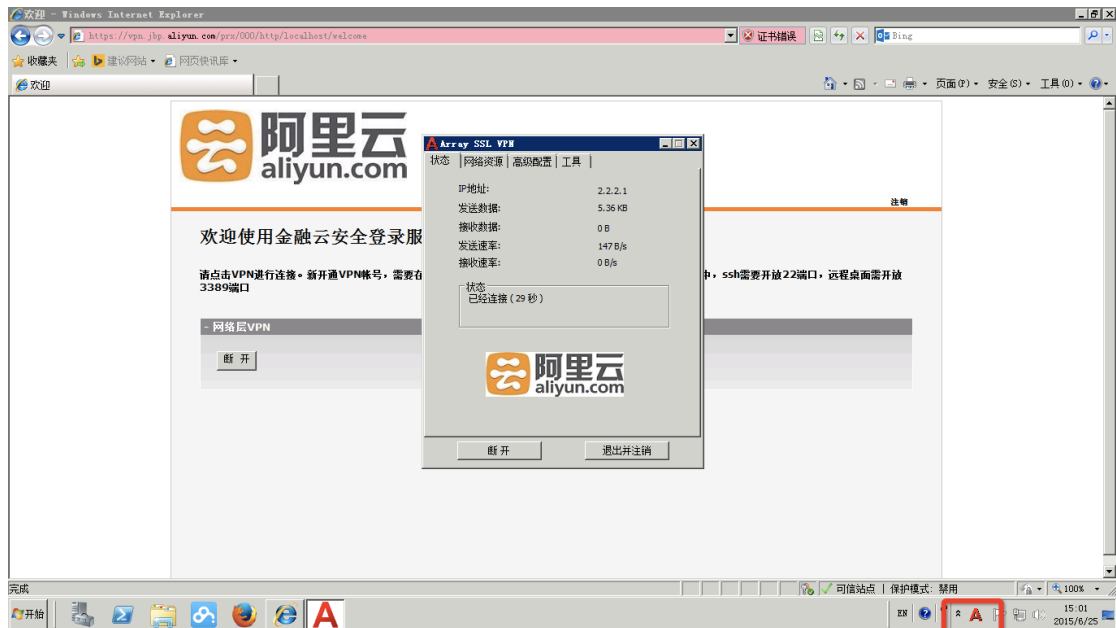 欢迎 - Windows Internet Explorer
https://vpn.jbp.aliyun.com/prx/000/http/localhost/welcome
证书错误
Bing
收藏夹
建议网站
网页快讯库
欢迎
页面(P)
安全(S)
工具(O)
阿里云
aliyun.com
注销
欢迎使用金融云安全登录服
请点击VPN进行连接。新开通VPN帐号，需要在
中，ssh需要开放22端口，远程桌面需开放
3389端口
- 网络层VPN
断 开
Array SSL VPN
状态
网络资源
高级配置
工具
IP地址: 2.2.2.1
发送数据: 5.36 KB
接收数据: 0 B
发送速率: 147 B/s
接收速率: 0 B/s
状态
已经连接 ( 29 秒 )
阿里云
aliyun.com
断 开
退出并注销
完成
可信站点 | 保护模式: 禁用
100%
开始
EN
15:01
2015/6/25